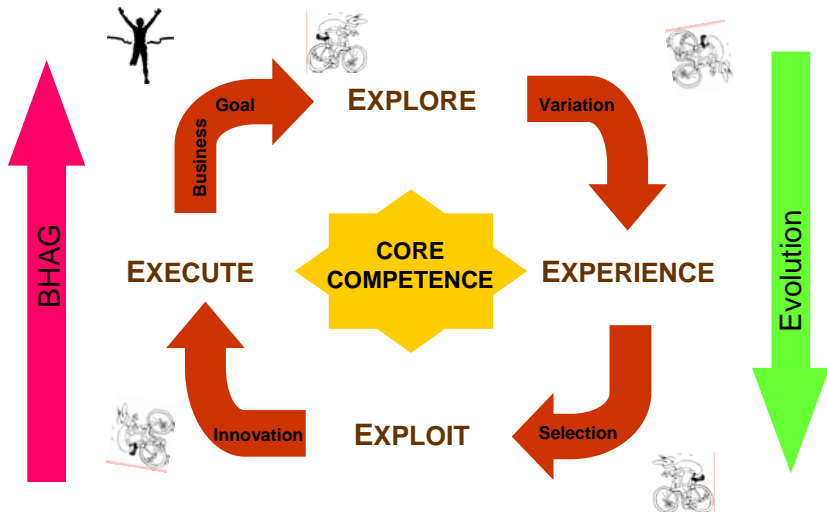 Goal
EXPLORE
Variation
Business
BHAG
EXECUTE
CORE
COMPETENCE
EXPERIENCE
Evolution
Innovation
EXPLOIT
Selection